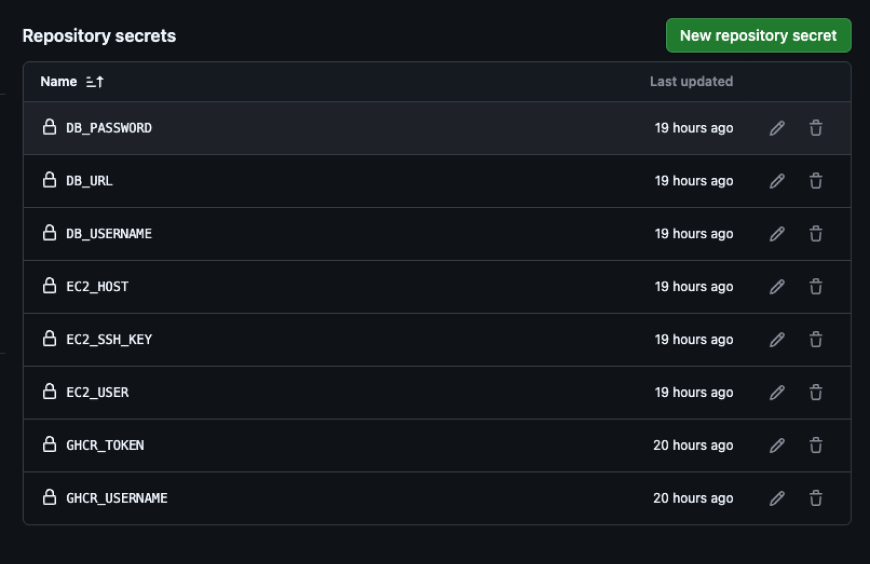 Repository secrets
New repository secret
Name
Last updated
DB_PASSWORD
19 hours ago
DB_URL
19 hours ago
DB_USERNAME
19 hours ago
EC2_HOST
19 hours ago
EC2_SSH_KEY
19 hours ago
EC2_USER
19 hours ago
GHCR_TOKEN
20 hours ago
GHCR_USERNAME
20 hours ago